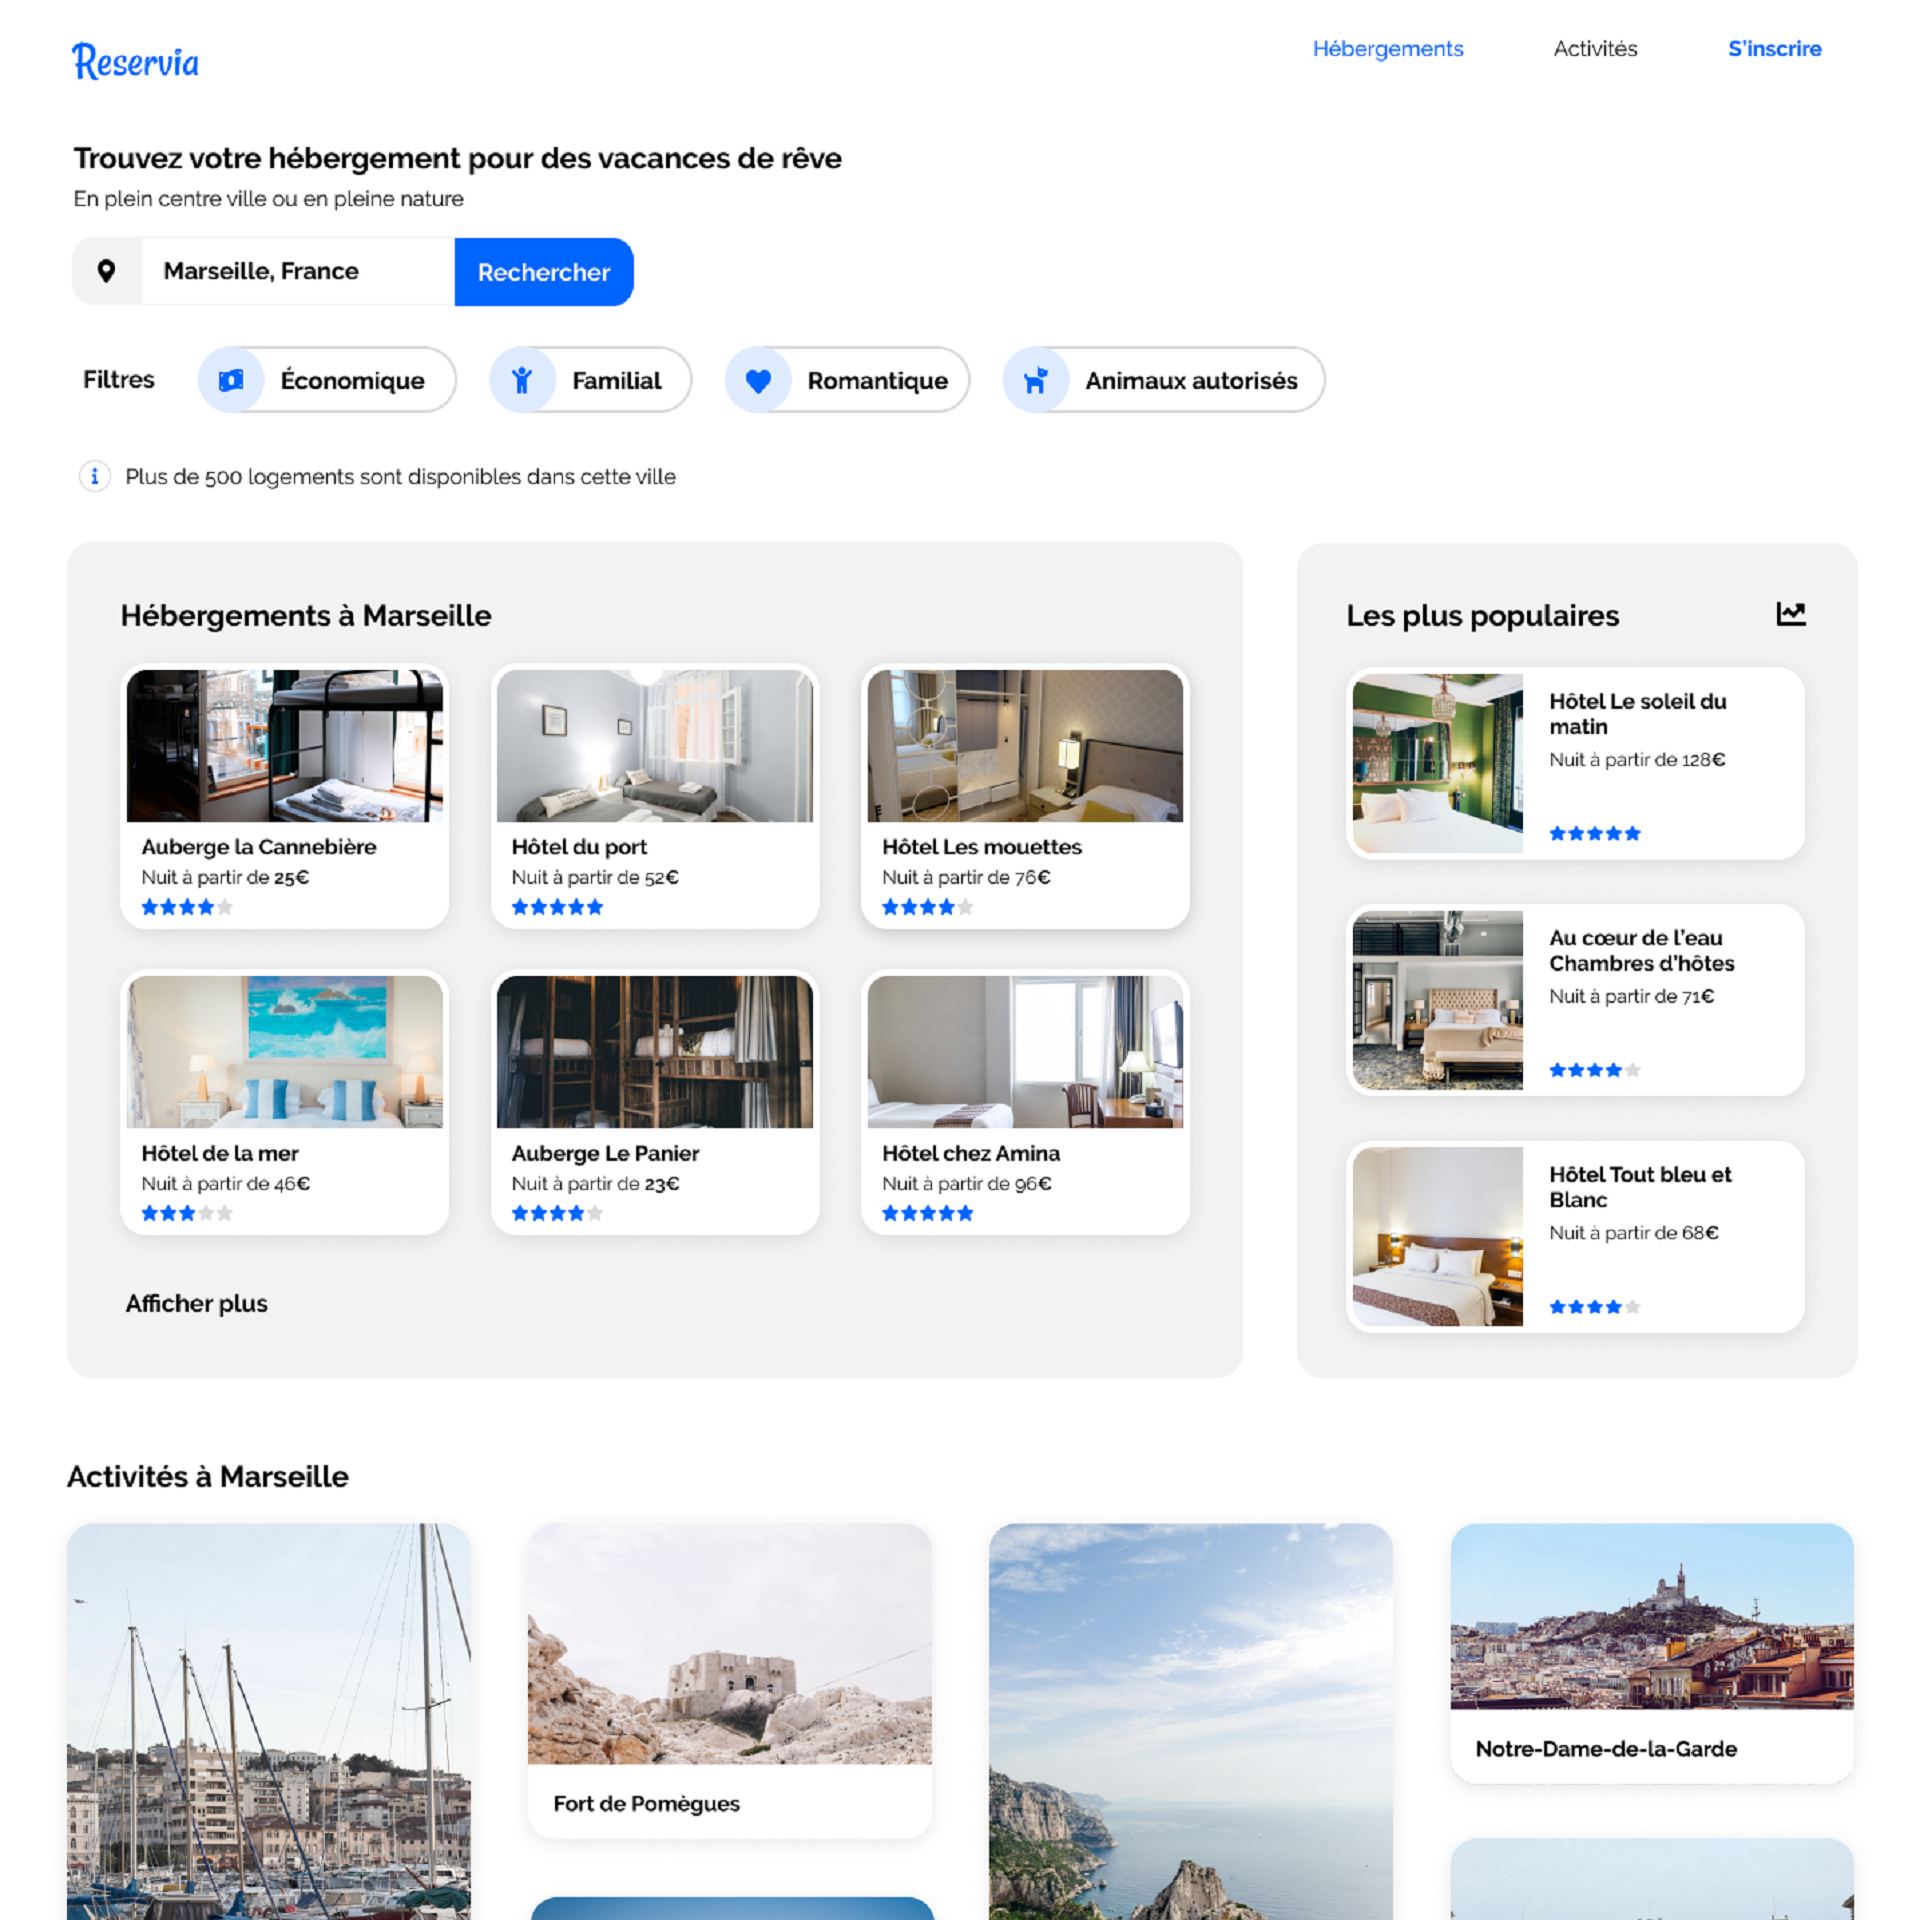 Reservia
Hébergements
Activités
S'inscrire
Trouvez votre hébergement pour des vacances de rêve
En plein centre ville ou en pleine nature
Marseille, France
Rechercher
Filtres
Économique
Familial
Romantique
Animaux autorisés
Plus de 500 logements sont disponibles dans cette ville
Hébergements à Marseille
Auberge la Cannebière
Nuit à partir de 25€
Hôtel du port
Nuit à partir de 52€
Hôtel Les mouettes
Nuit à partir de 76€
Hôtel de la mer
Nuit à partir de 46€
Auberge Le Panier
Nuit à partir de 23€
Hôtel chez Amina
Nuit à partir de 96€
Afficher plus
Les plus populaires
Hôtel Le soleil du
matin
Nuit à partir de 128€
Au cœur de l'eau
Chambres d'hôtes
Nuit à partir de 71€
Hôtel Tout bleu et
Blanc
Nuit à partir de 68€
Activités à Marseille
Fort de Pomègues
Notre-Dame-de-la-Garde